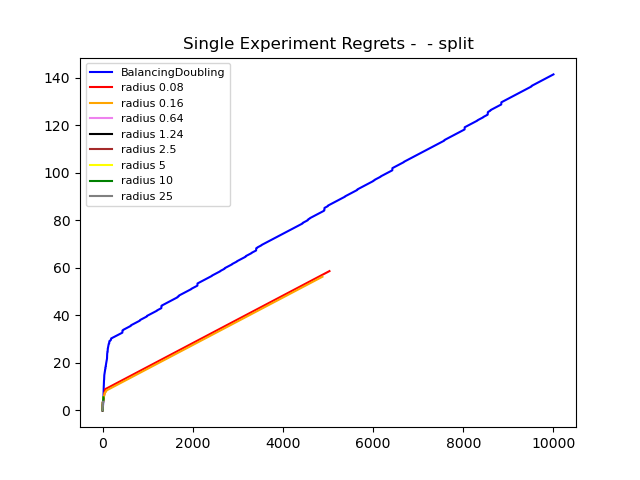 Single Experiment Regrets -  - split
BalancingDoubling
radius 0.08
radius 0.16
radius 0.64
radius 1.24
radius 2.5
radius 5
radius 10
radius 25
140
120
100
80
60
40
20
0
0 2000 4000 6000 8000 10000